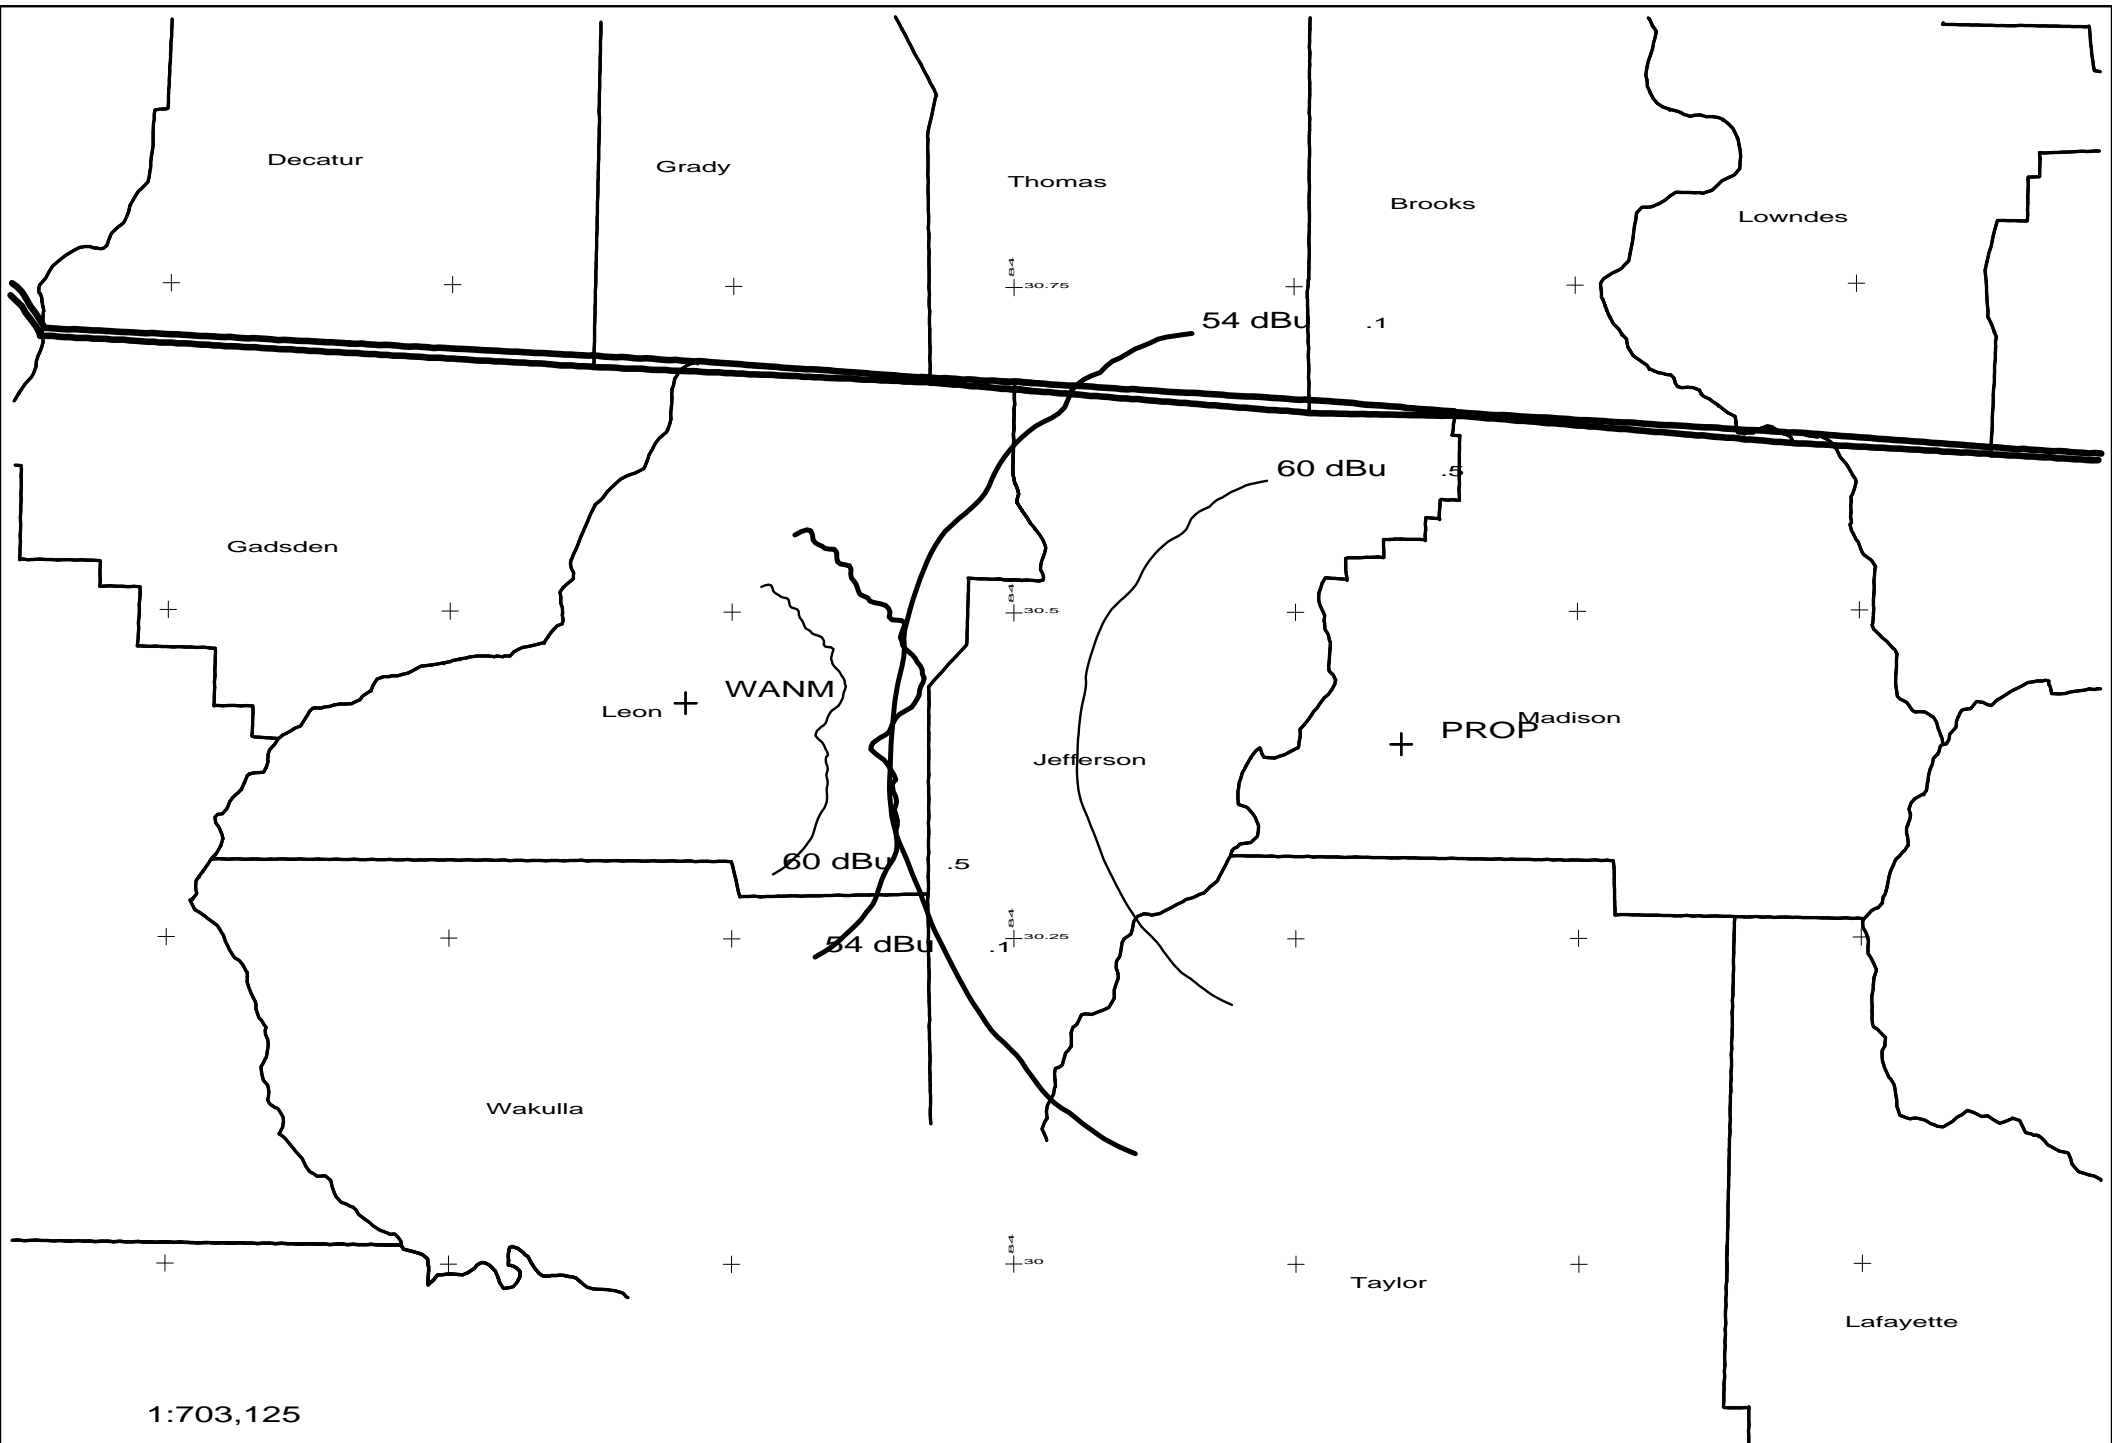 Decatur
Grady
Thomas
Brooks
Lowndes
84
30.75
54 dBu .1
60 dBu .5
Gadsden
84
30.5
WANM
Leon
PROP
Madison
Jefferson
60 dBu .5
84
30.25
54 dBu .1
Wakulla
84
30
Taylor
Lafayette
1:703,125